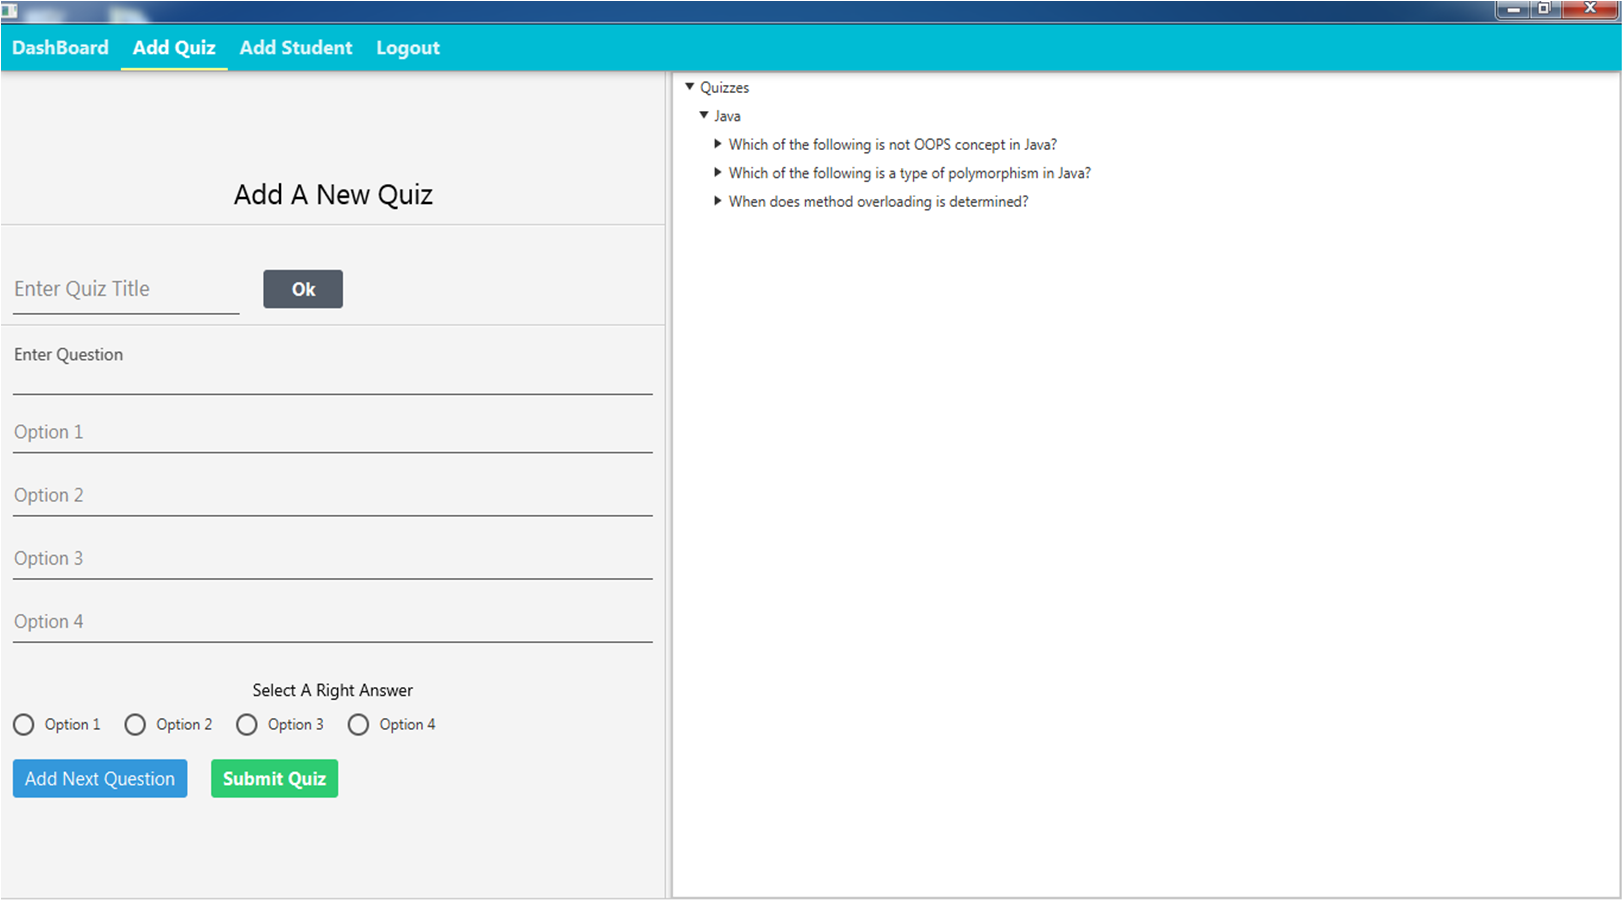 DashBoard Add Quiz Add Student Logout
Add A New Quiz
Enter Quiz Title Ok
Enter Question
Option 1
Option 2
Option 3
Option 4
Select A Right Answer
Option 1 Option 2 Option 3 Option 4
Add Next Question Submit Quiz
Quizzes
Java
Which of the following is not OOPS concept in Java?
Which of the following is a type of polymorphism in Java?
When does method overloading is determined?